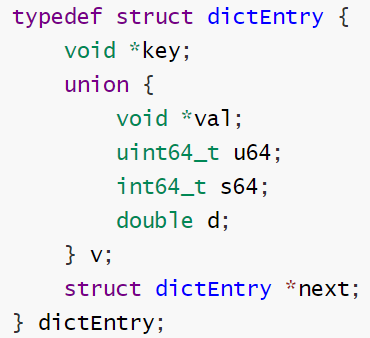 typedef struct dictEntry {
    void *key;
    union {
        void *val;
        uint64_t u64;
        int64_t s64;
        double d;
    } v;
    struct dictEntry *next;
} dictEntry;